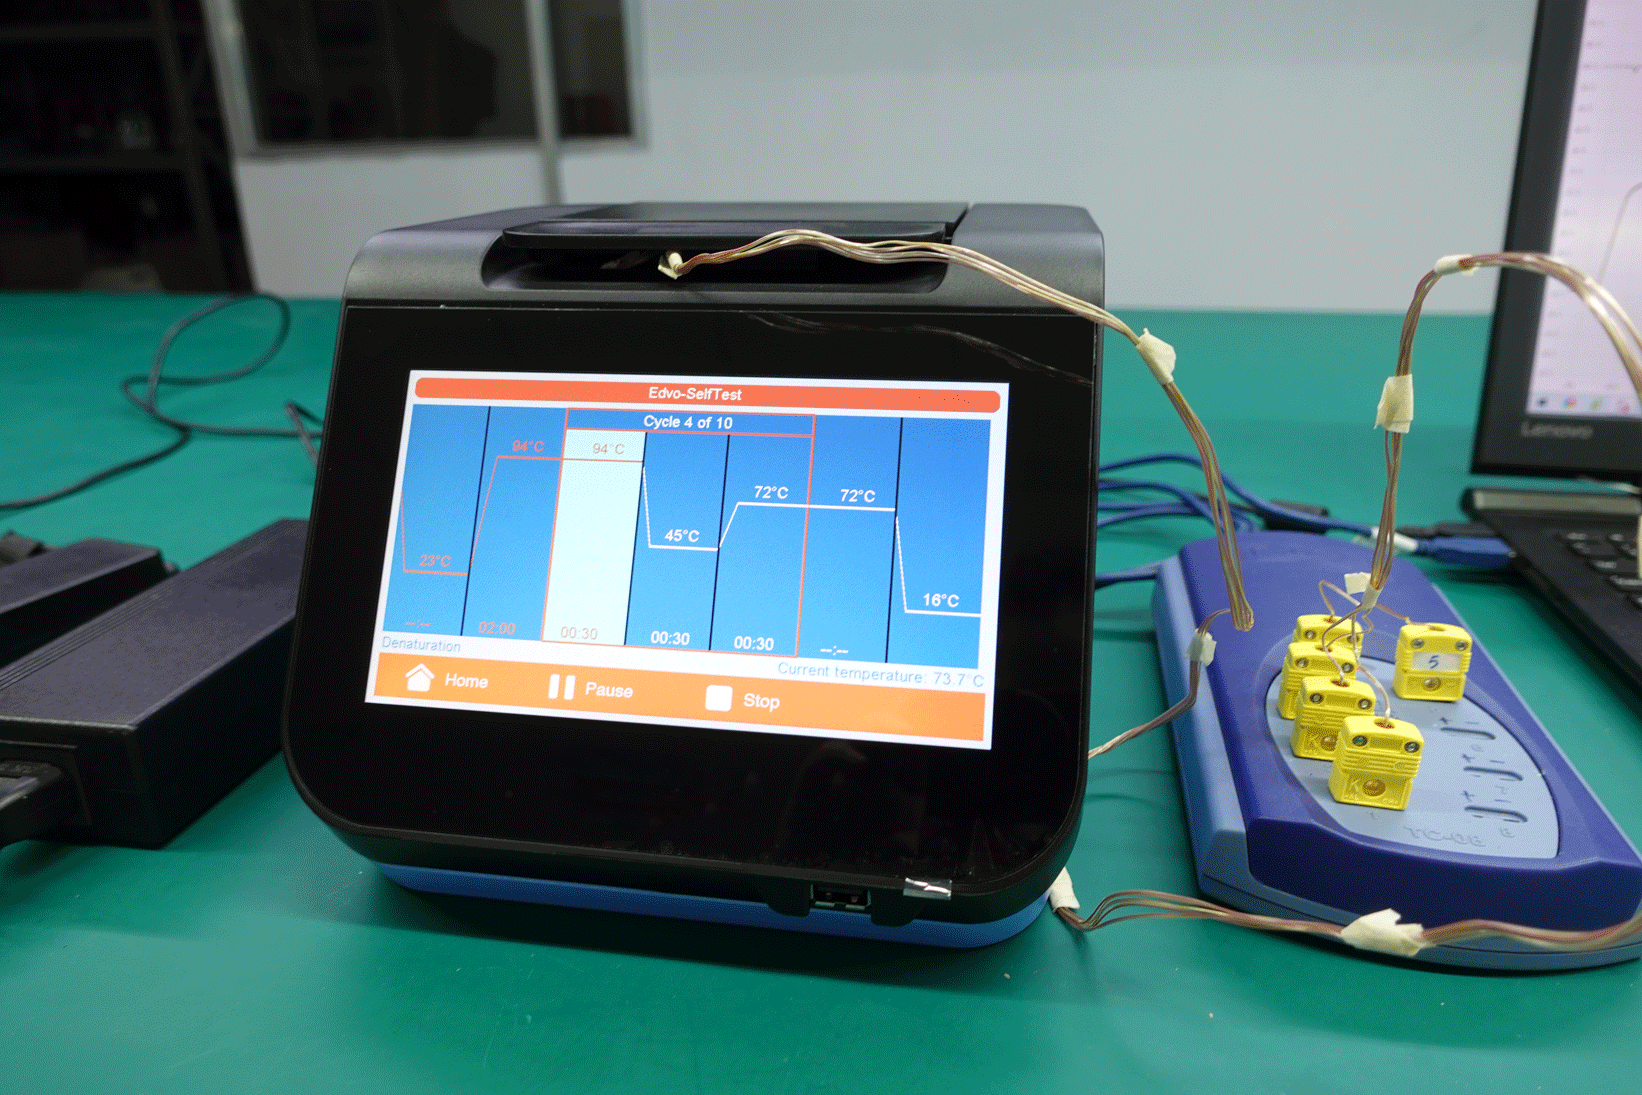 Edvo-SelfTest
Cycle 4 of 10
94°C
94°C
72°C
72°C
45°C
23°C
16°C
--:--
02:00
00:30
00:30
00:30
--:--
Denaturation
Current temperature: 73.7°C
Home
Pause
Stop
Lenovo
5
K
K
TC-08